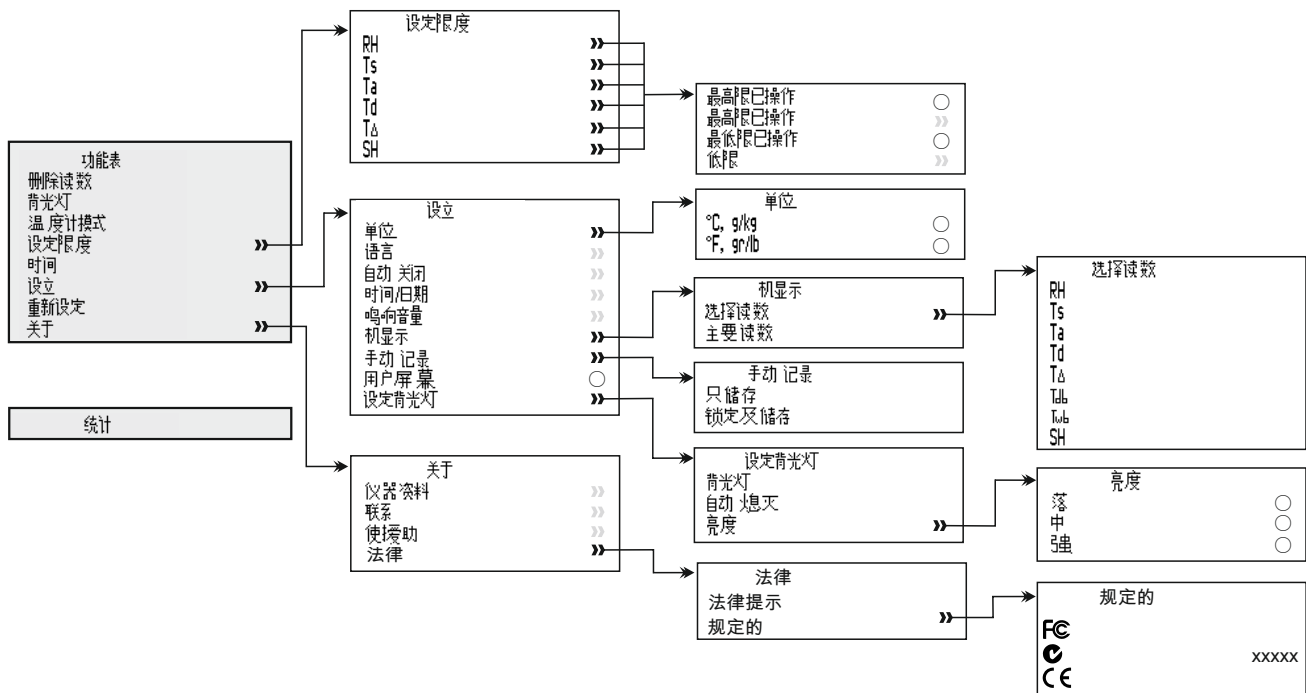 功能表
删除读数
背光灯
温度计摸式
设定限度
时间
设立
重新设定
关于
统计
设定限度
RH
Ts
Ta
Td
T∆
SH
设立
单位
语言
自动 关闭
时间/日期
鸣响音量
机显示
手动 记录
用户屏幕
设定背光灯
关于
仪器资料
联系
使援助
法律
最高限已操作
最高限已操作
最低限已操作
低限
单位
°C, g/kg
°F, gr/lb
机显示
选择读数
主要读数
手动 记录
只储存
锁定及储存
设定背光灯
背光灯
自动 熄灭
亮度
法律
法律提示
规定的
选择读数
RH
Ts
Ta
Td
T∆
Tdb
Twb
SH
亮度
落
中
强
规定的
FC
xxxxx
CE